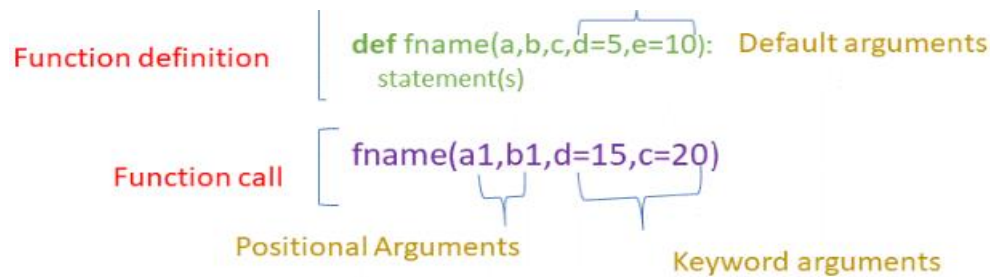 def fname(a,b,c,d=5,e=10):
Default arguments
Function definition
statement(s)
fname(a1,b1,d=15,c=20)
Function call
Positional Arguments
Keyword arguments